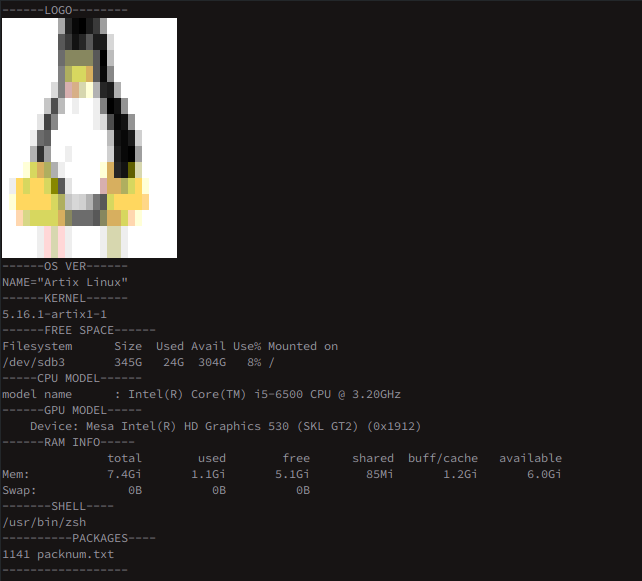 ------LOGO--------
------OS VER------
NAME="Artix Linux"
------KERNEL------
5.16.1-artix1-1
------FREE SPACE------
Filesystem      Size  Used Avail Use% Mounted on
/dev/sdb3       345G   24G  304G   8% /
-----CPU MODEL------
model name      : Intel(R) Core(TM) i5-6500 CPU @ 3.20GHz
------GPU MODEL-----
    Device: Mesa Intel(R) HD Graphics 530 (SKL GT2) (0x1912)
------RAM INFO-----
               total        used        free      shared  buff/cache   available
Mem:           7.4Gi       1.1Gi       5.1Gi        85Mi       1.2Gi       6.0Gi
Swap:             0B          0B          0B
-------SHELL----
/usr/bin/zsh
----------PACKAGES----
1141 packnum.txt
------------------